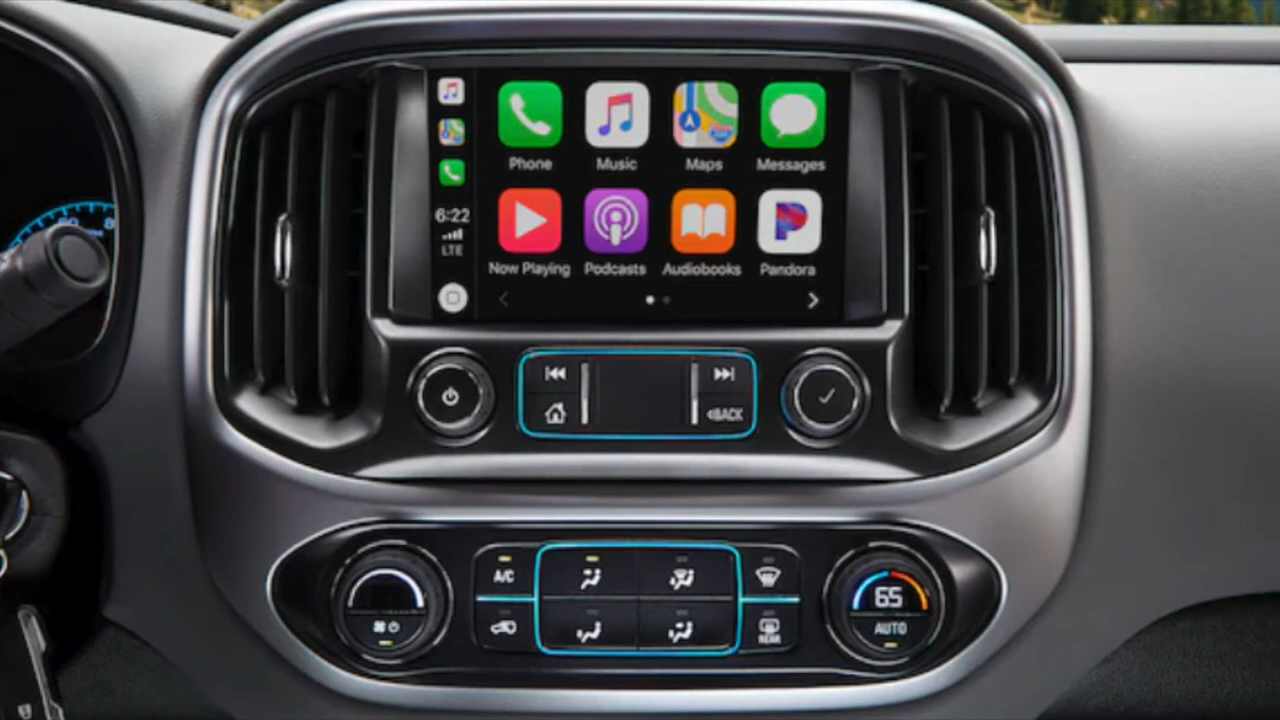 Phone Music Maps Messages
6:22
LTE
Now Playing Podcasts Audiobooks Pandora
BACK
A/C
REAR
65
AUTO